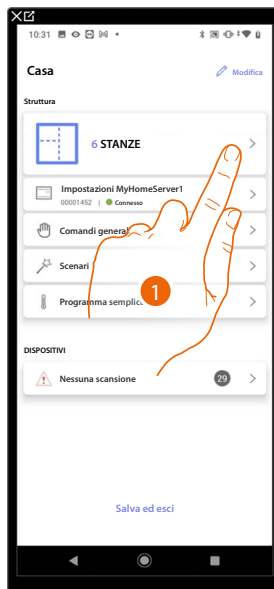 10:31
Casa
Modifica
Struttura
6 STANZE
Impostazioni MyHomeServer1
00001452 | Connesso
Comandi general
Scenari
Programma semplic
1
DISPOSITIVI
Nessuna scansione 29
Salva ed esci